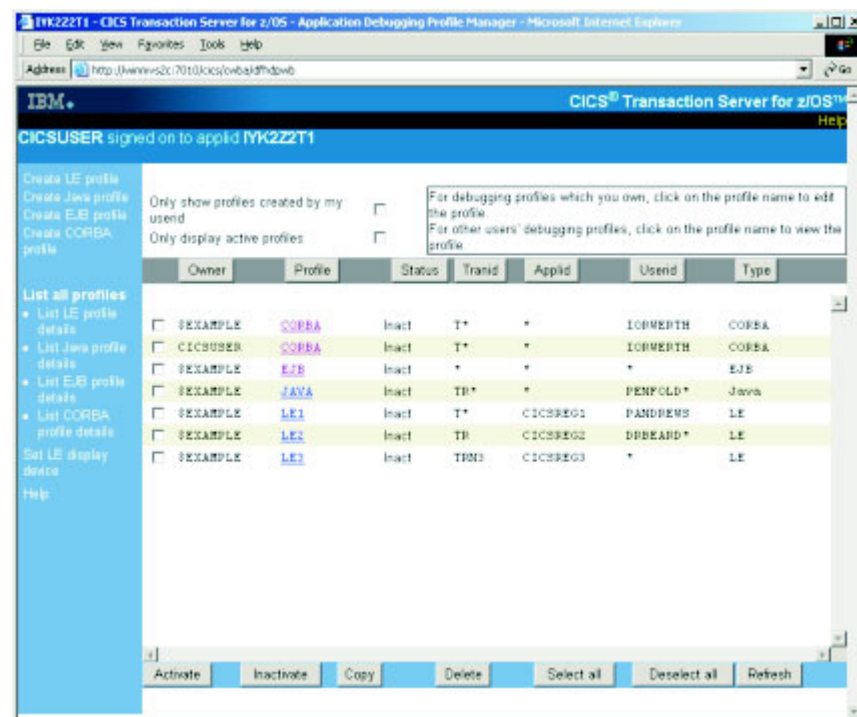 IYK2Z2T1 - CICS Transaction Server for z/OS - Application Debugging Profile Manager - Microsoft Internet Explorer
File Edit View Favorites Tools Help
Address
Go
IBM
CICS® Transaction Server for z/OS™
Help
CICSUSER signed on to applid IYK2Z2T1
Create LE profile
Create Java profile
Create EJB profile
Create CORBA
profile
List all profiles
List LE profile
details
List Java profile
details
List EJB profile
details
List CORBA
profile details
Set LE display
device
Help
Only show profiles created by my
userid
Only display active profiles
For debugging profiles which you own, click on the profile name to edit
the profile.
For other users' debugging profiles, click on the profile name to view the
profile.
Owner Profile Status Tranid Applid Userid Type
$EXAMPLE CORBA Inact T* * IORWERTH CORBA
CICSUSER CORBA Inact T* * IORWERTH CORBA
$EXAMPLE EJB Inact * * * EJB
$EXAMPLE JAVA Inact TR* * PENFOLD* Java
$EXAMPLE LE1 Inact T* CICSREG1 PANDREWS LE
$EXAMPLE LE2 Inact TR CICSREG2 DRBEARD* LE
$EXAMPLE LE3 Inact TRN3 CICSREG3 * LE
Activate Inactivate Copy Delete Select all Deselect all Refresh